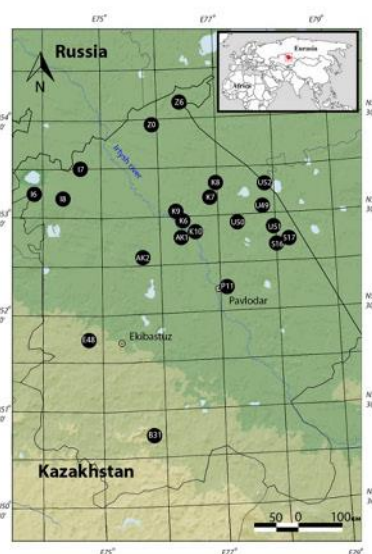 E75° E77° E79°
Russia
Eurasia
Africa
N
Z6
Z0
Irtysh river
I7
I6
I8
K8
U52
K7
U49
K9
K6
U50
K10
AK1
U51
S17
S16
AK2
P11
Pavlodar
E48
Ekibastuz
B31
Kazakhstan
50 0 100
E75° E77° E79°